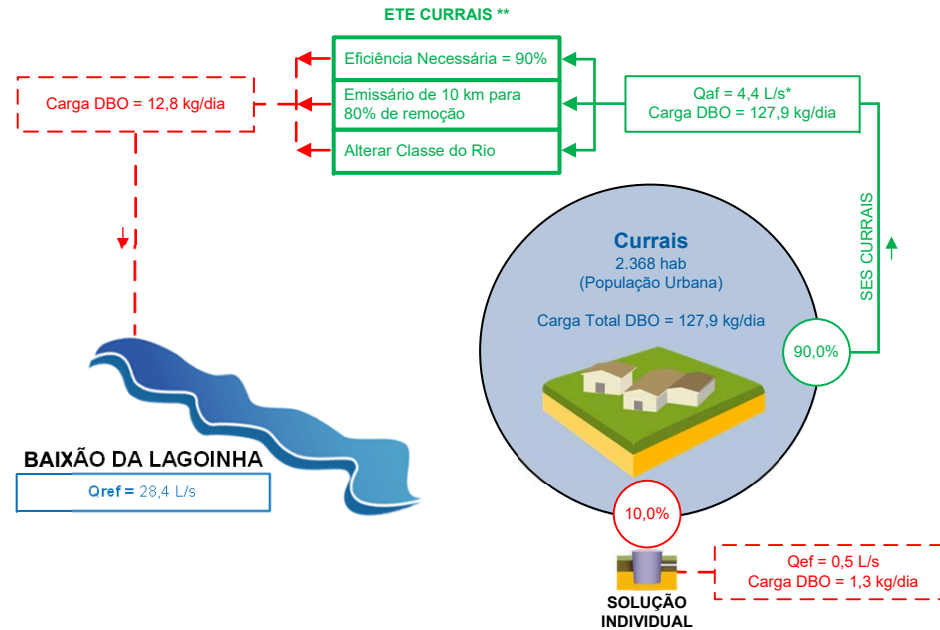 ETE CURRAIS **
Eficiência Necessária = 90%
Emissário de 10 km para
80% de remoção
Alterar Classe do Rio
Carga DBO = 12,8 kg/dia
Qaf = 4,4 L/s*
Carga DBO = 127,9 kg/dia
SES CURRAIS
Currais
2.368 hab
(População Urbana)
Carga Total DBO = 127,9 kg/dia
90,0%
BAIXÃO DA LAGOINHA
Qref = 28,4 L/s
10,0%
Qef = 0,5 L/s
Carga DBO = 1,3 kg/dia
SOLUÇÃO
INDIVIDUAL